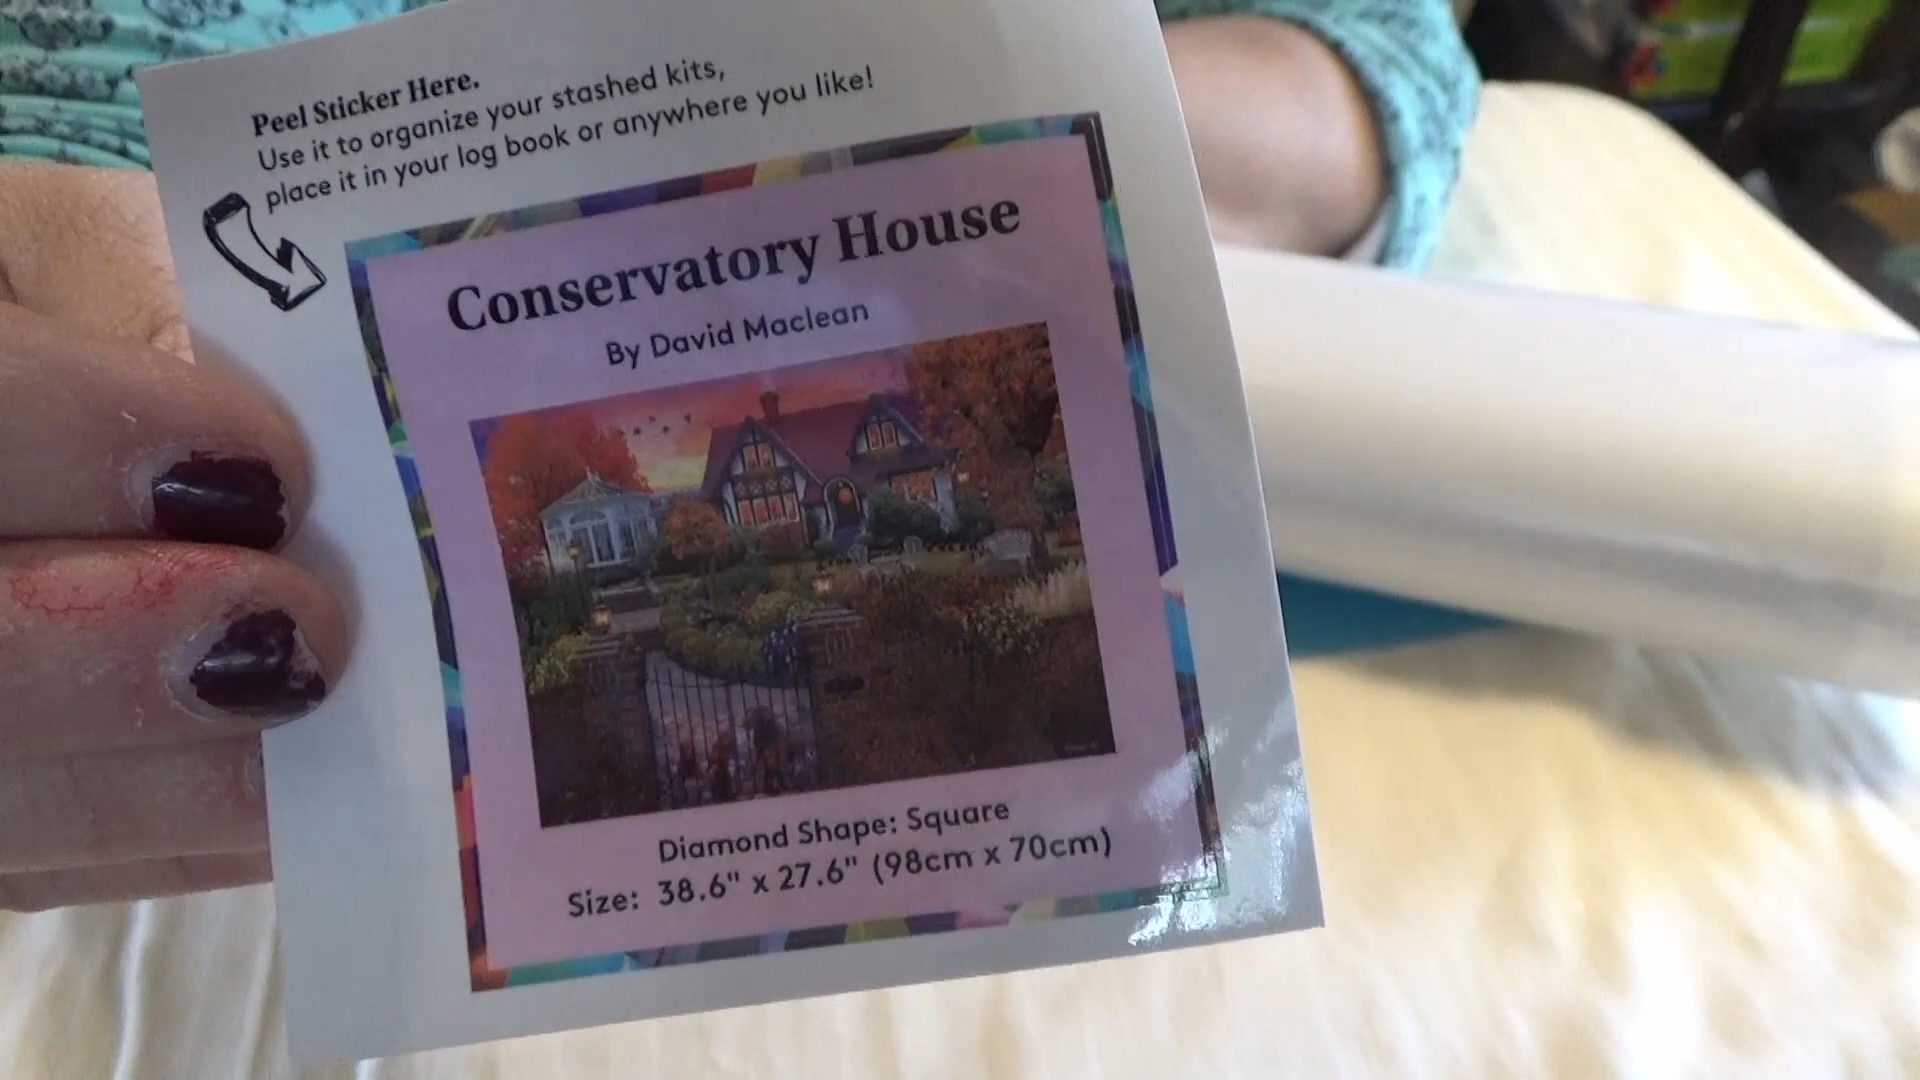 Peel Sticker Here.
Use it to organize your stashed kits,
place it in your log book or anywhere you like!
Conservatory House
By David Maclean
Diamond Shape: Square
Size: 38.6" x 27.6" (98cm x 70cm)